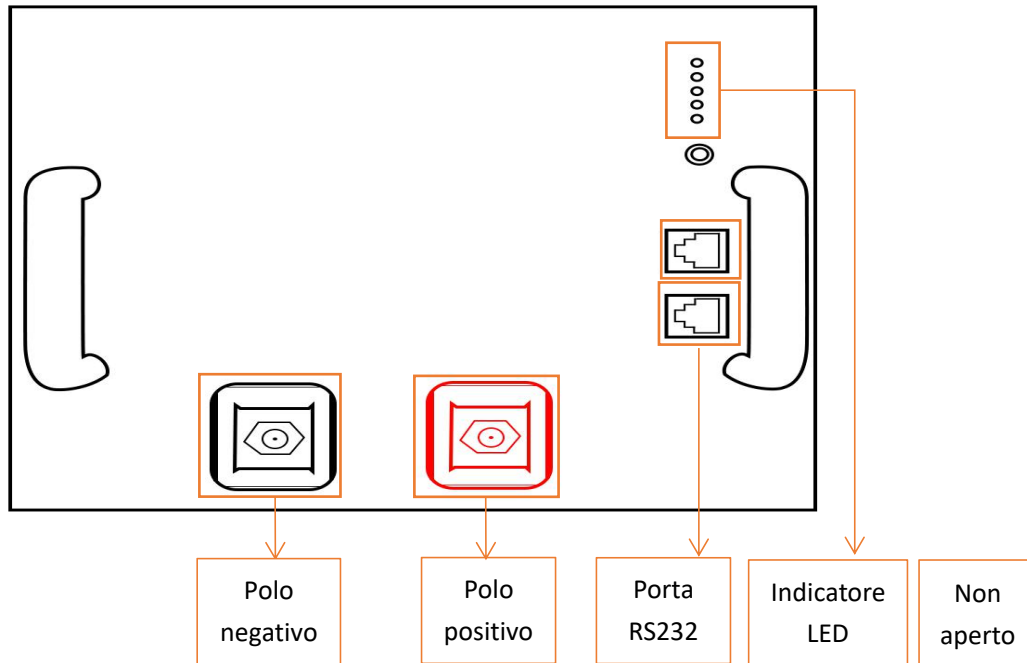 Polo
negativo
Polo
positivo
Porta
RS232
Indicatore
LED
Non
aperto